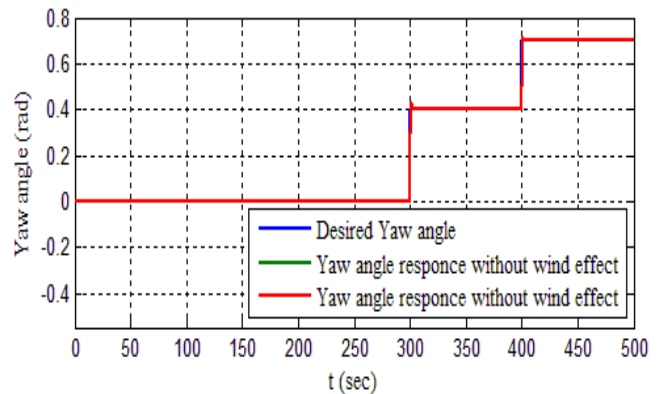 0.8
0.6
0.4
0.2
0
-0.2
-0.4
Yaw angle (rad)
Desired Yaw angle
Yaw angle responce without wind effect
Yaw angle responce without wind effect
0 50 100 150 200 250 300 350 400 450 500
t (sec)